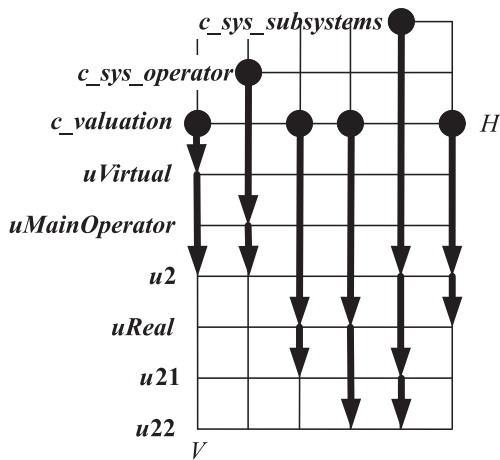 c_sys_subsystems
c_sys_operator
c_valuation H
uVirtual
uMainOperator
u2
uReal
u21
u22
V